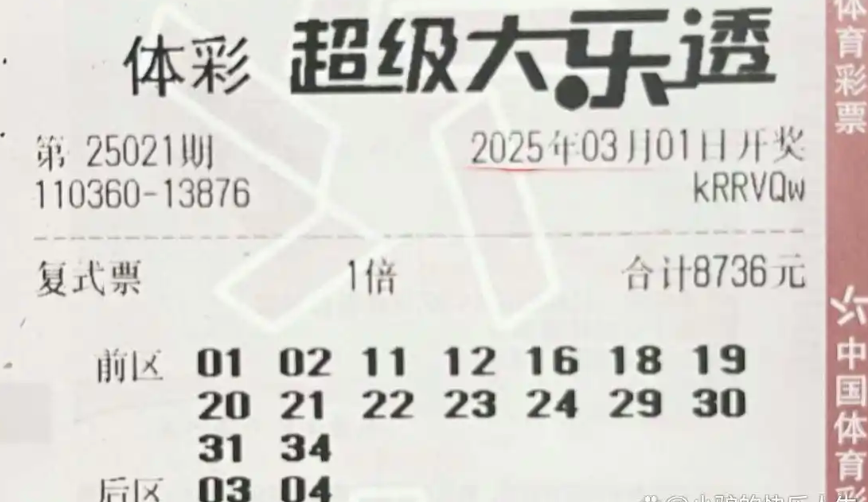 体彩 超级大乐透
第 25021期 2025年03月01日开奖
110360-13876 kRRVQw
复式票 1倍 合计8736元
前区 01 02 11 12 16 18 19
20 21 22 23 24 29 30
31 34
后区 03 04
体育彩票
中国体育彩